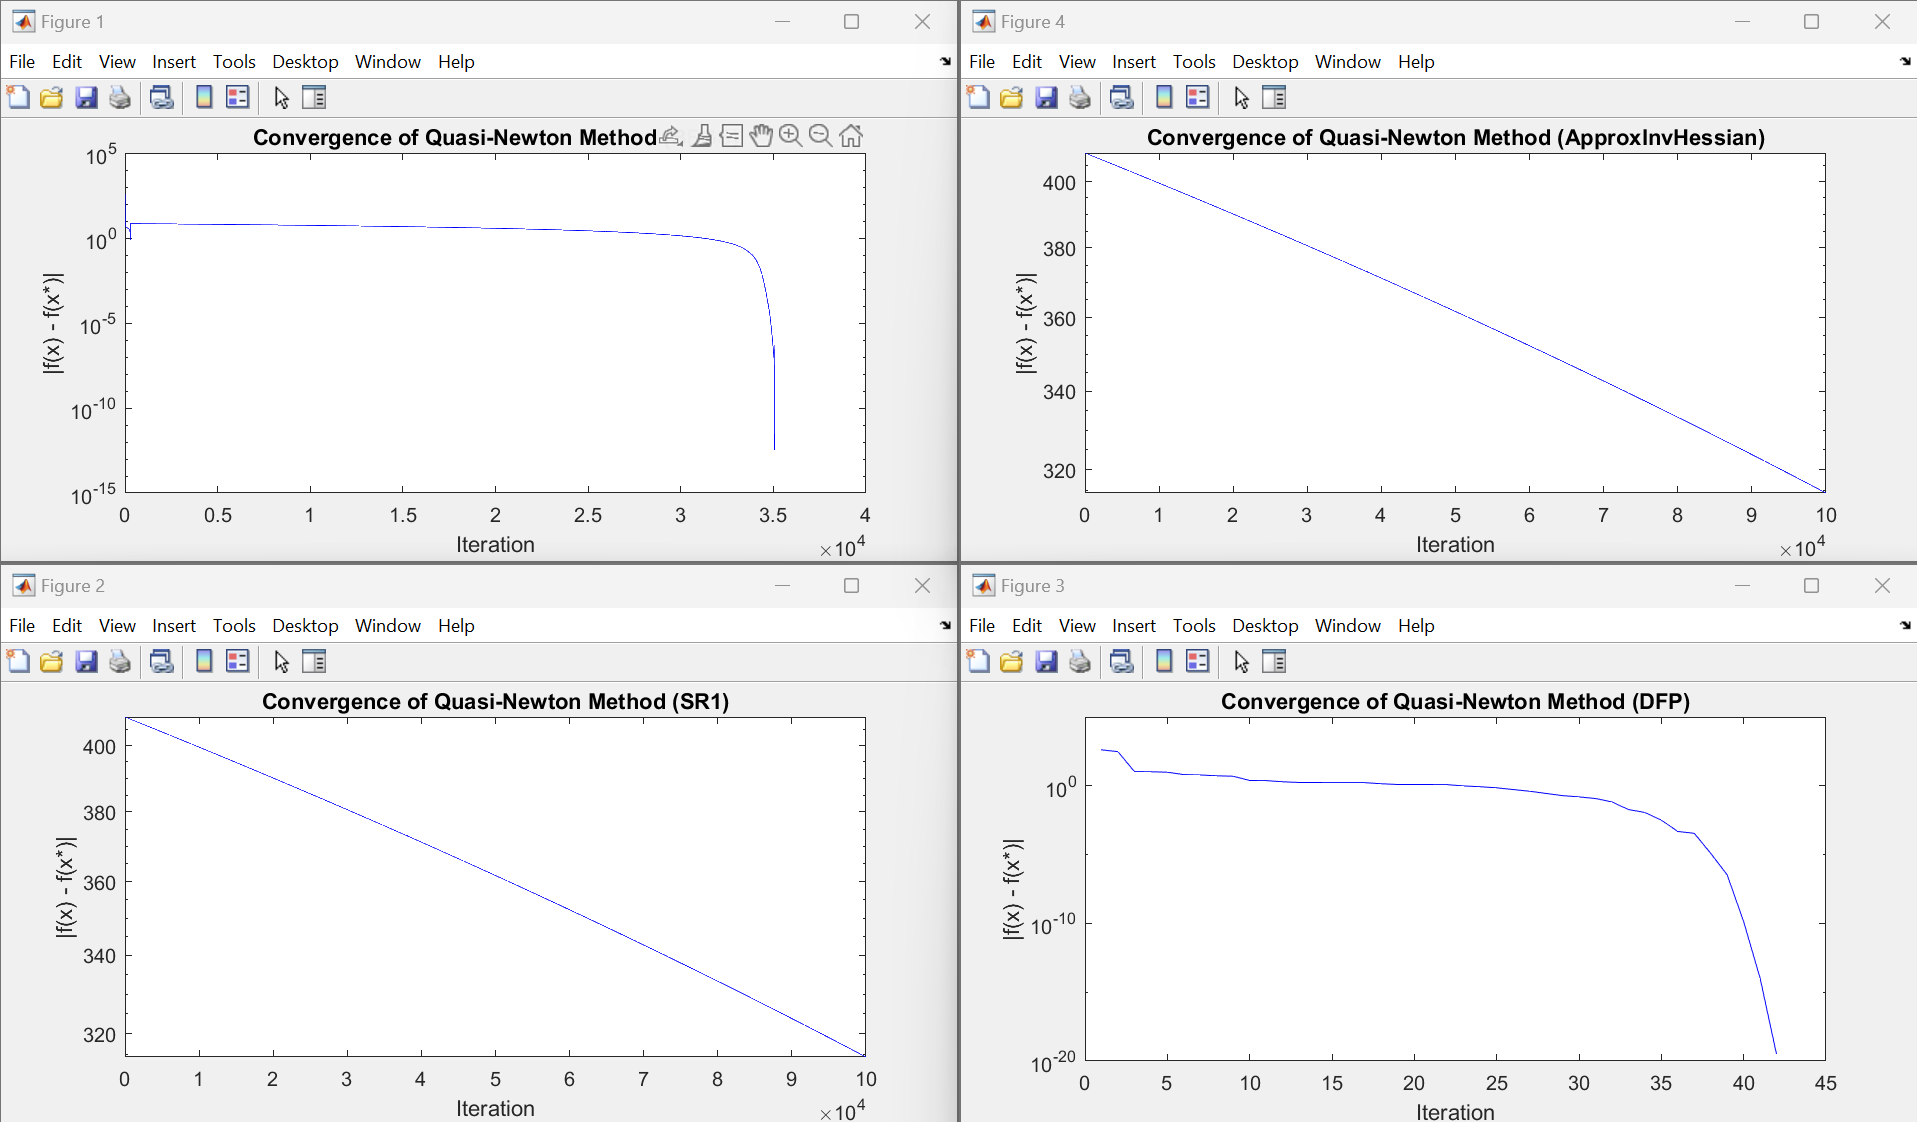 Figure 1
File Edit View Insert Tools Desktop Window Help
Convergence of Quasi-Newton Method
10^5
10^0
10^-5
10^-10
10^-15
|f(x) - f(x*)|
0 0.5 1 1.5 2 2.5 3 3.5 4
Iteration
×10^4
Figure 4
File Edit View Insert Tools Desktop Window Help
Convergence of Quasi-Newton Method (ApproxInvHessian)
400
380
360
340
320
|f(x) - f(x*)|
0 1 2 3 4 5 6 7 8 9 10
Iteration
×10^4
Figure 2
File Edit View Insert Tools Desktop Window Help
Convergence of Quasi-Newton Method (SR1)
400
380
360
340
320
|f(x) - f(x*)|
0 1 2 3 4 5 6 7 8 9 10
Iteration
×10^4
Figure 3
File Edit View Insert Tools Desktop Window Help
Convergence of Quasi-Newton Method (DFP)
10^0
10^-10
10^-20
|f(x) - f(x*)|
0 5 10 15 20 25 30 35 40 45
Iteration